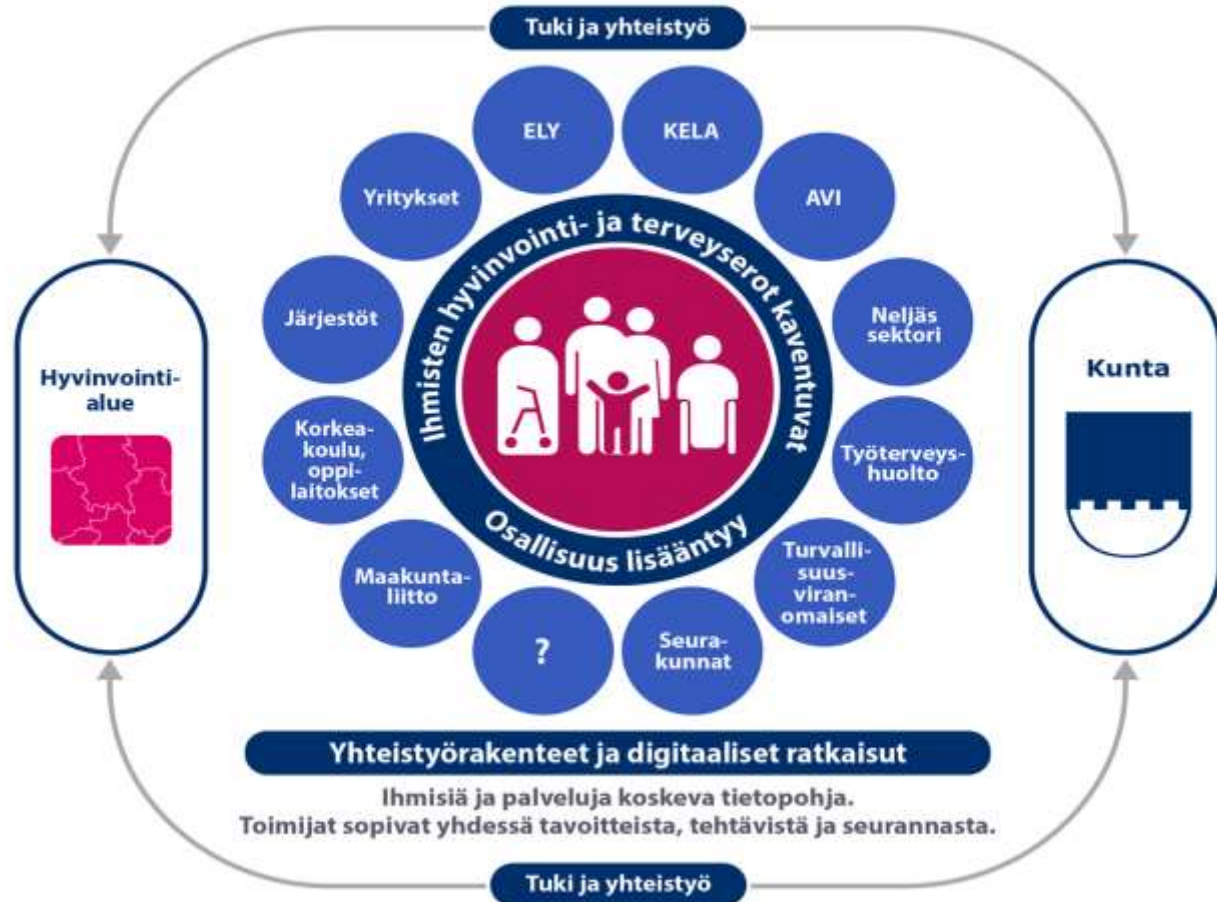 Tuki ja yhteistyö
ELY
KELA
Yritykset
AVI
Järjestöt
Neljäs
sektori
Hyvinvointi-
alue
Kunta
Ihmisten hyvinvointi- ja terveyserot kaventuvat
Osallisuus lisääntyy
Korkea-
koulu,
oppi-
laitokset
Työterveys-
huolto
Maakunta-
liitto
Turvalli-
suus-
viran-
omaiset
?
Seura-
kunnat
Yhteistyörakenteet ja digitaaliset ratkaisut
Ihmisiä ja palveluja koskeva tietopohja.
Toimijat sopivat yhdessä tavoitteista, tehtävistä ja seurannasta.
Tuki ja yhteistyö